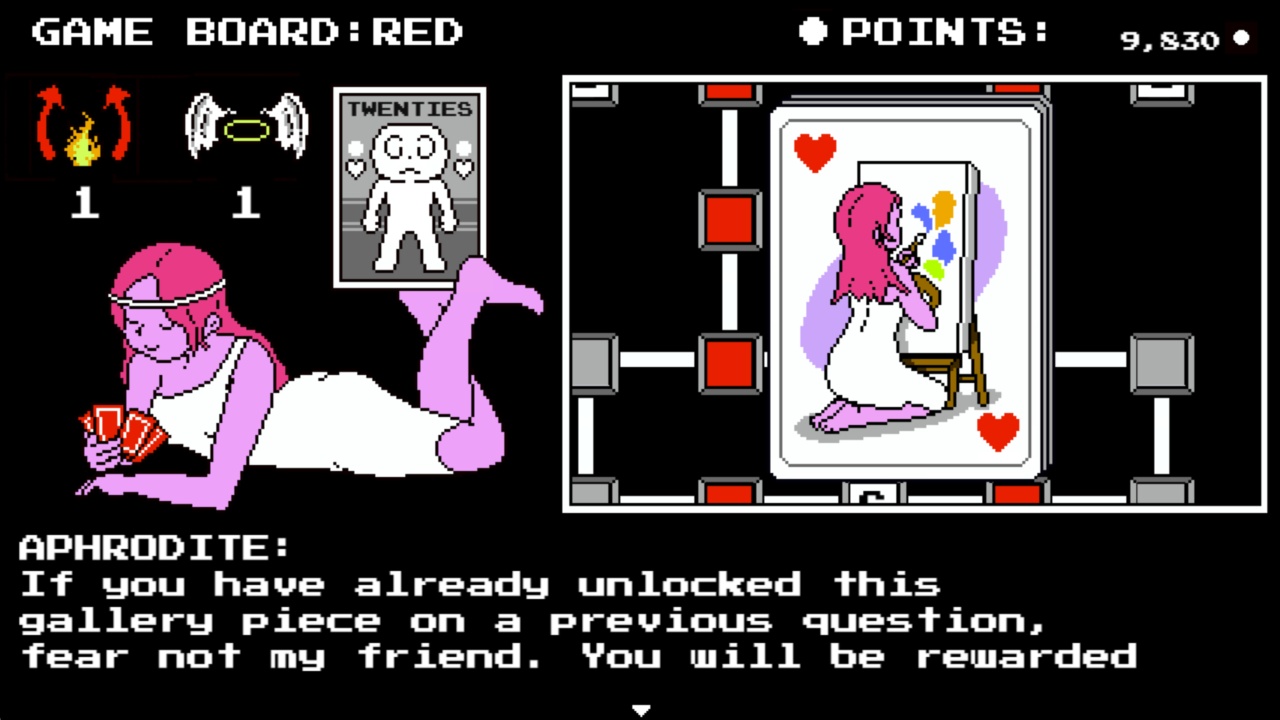 GAME BOARD:RED
POINTS: 9,830
TWENTIES
1 1
APHRODITE:
If you have already unlocked this
gallery piece on a previous question,
fear not my friend. You will be rewarded